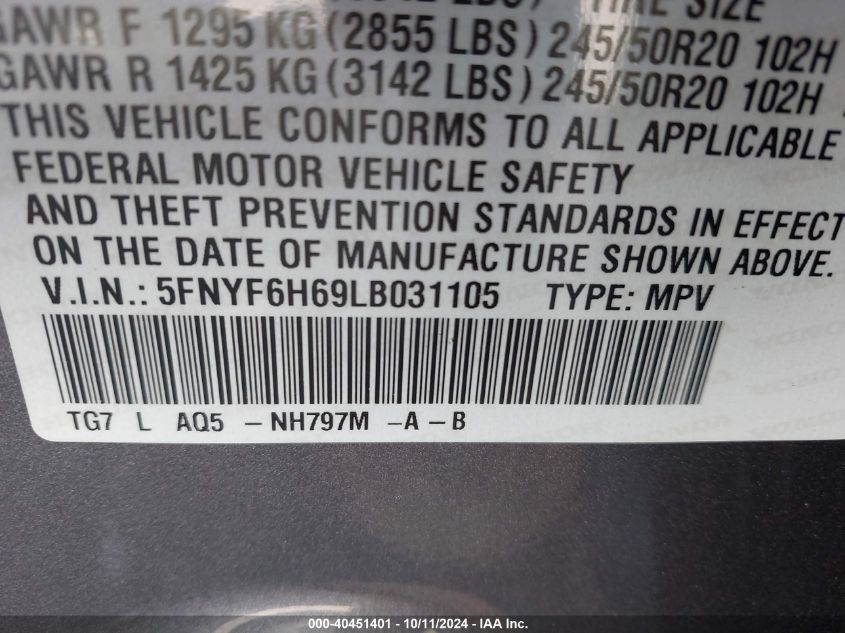 TIRE SIZE
GAWR F 1295 KG (2855 LBS) 245/50R20 102H
GAWR R 1425 KG (3142 LBS) 245/50R20 102H
THIS VEHICLE CONFORMS TO ALL APPLICABLE
FEDERAL MOTOR VEHICLE SAFETY
AND THEFT PREVENTION STANDARDS IN EFFECT
ON THE DATE OF MANUFACTURE SHOWN ABOVE.
V.I.N.: 5FNYF6H69LB031105 TYPE: MPV
TG7 L AQ5 - NH797M - A - B
000-40451401 - 10/11/2024 - IAA Inc.